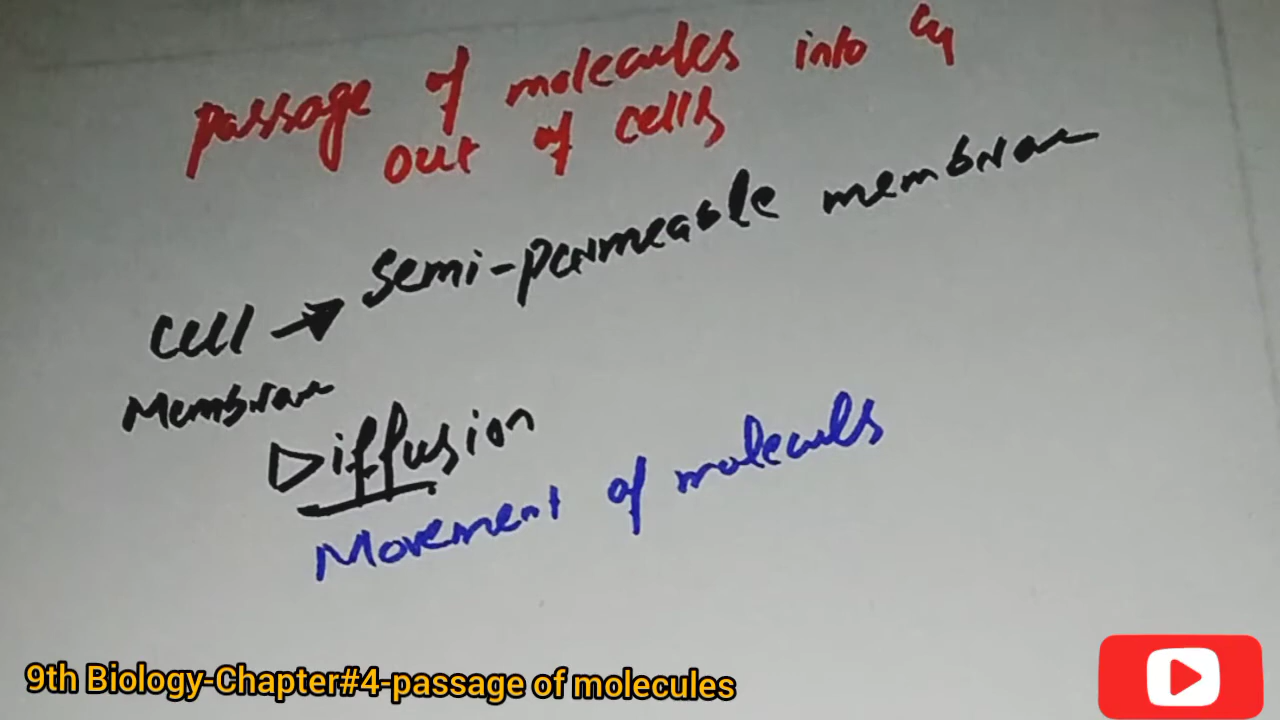 passage of molecules into &
out of cells
Cell → Semi-permeable membrane
Membrane
Diffusion
Movement of moleculs
9th Biology-Chapter#4-passage of molecules